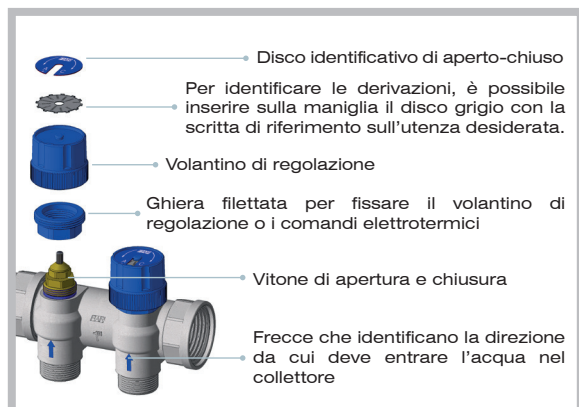 Disco identificativo di aperto-chiuso
Per identificare le derivazioni, è possibile
inserire sulla maniglia il disco grigio con la
scritta di riferimento sull'utenza desiderata.
Volantino di regolazione
Ghiera filettata per fissare il volantino di
regolazione o i comandi elettrotermici
Vitone di apertura e chiusura
Frecce che identificano la direzione
da cui deve entrare l'acqua nel
collettore